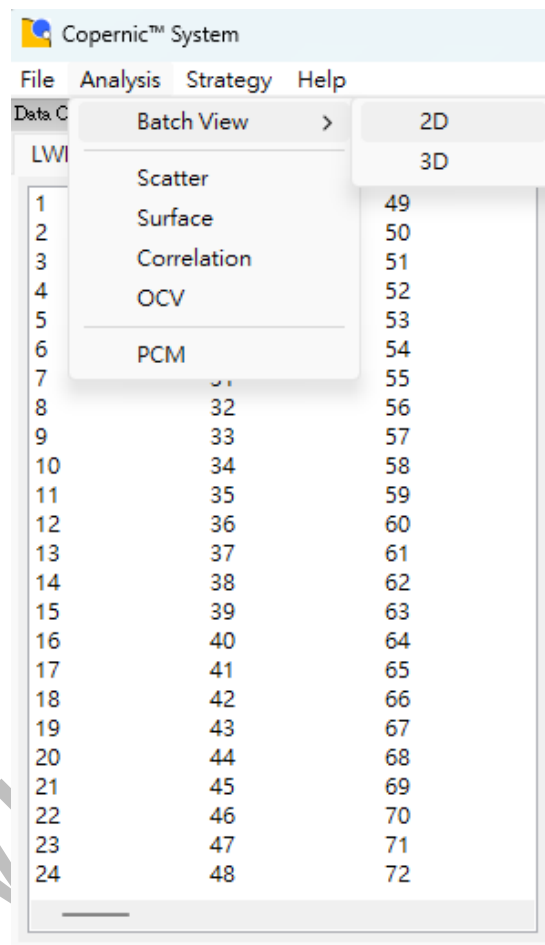 Copernic™ System
File Analysis Strategy Help
Data C
Batch View > 2D
LWI
3D
Scatter
1 49
Surface
2 50
Correlation
3 51
4 52
OCV
5 53
6 54
PCM
7 55
8 32 56
9 33 57
10 34 58
11 35 59
12 36 60
13 37 61
14 38 62
15 39 63
16 40 64
17 41 65
18 42 66
19 43 67
20 44 68
21 45 69
22 46 70
23 47 71
24 48 72